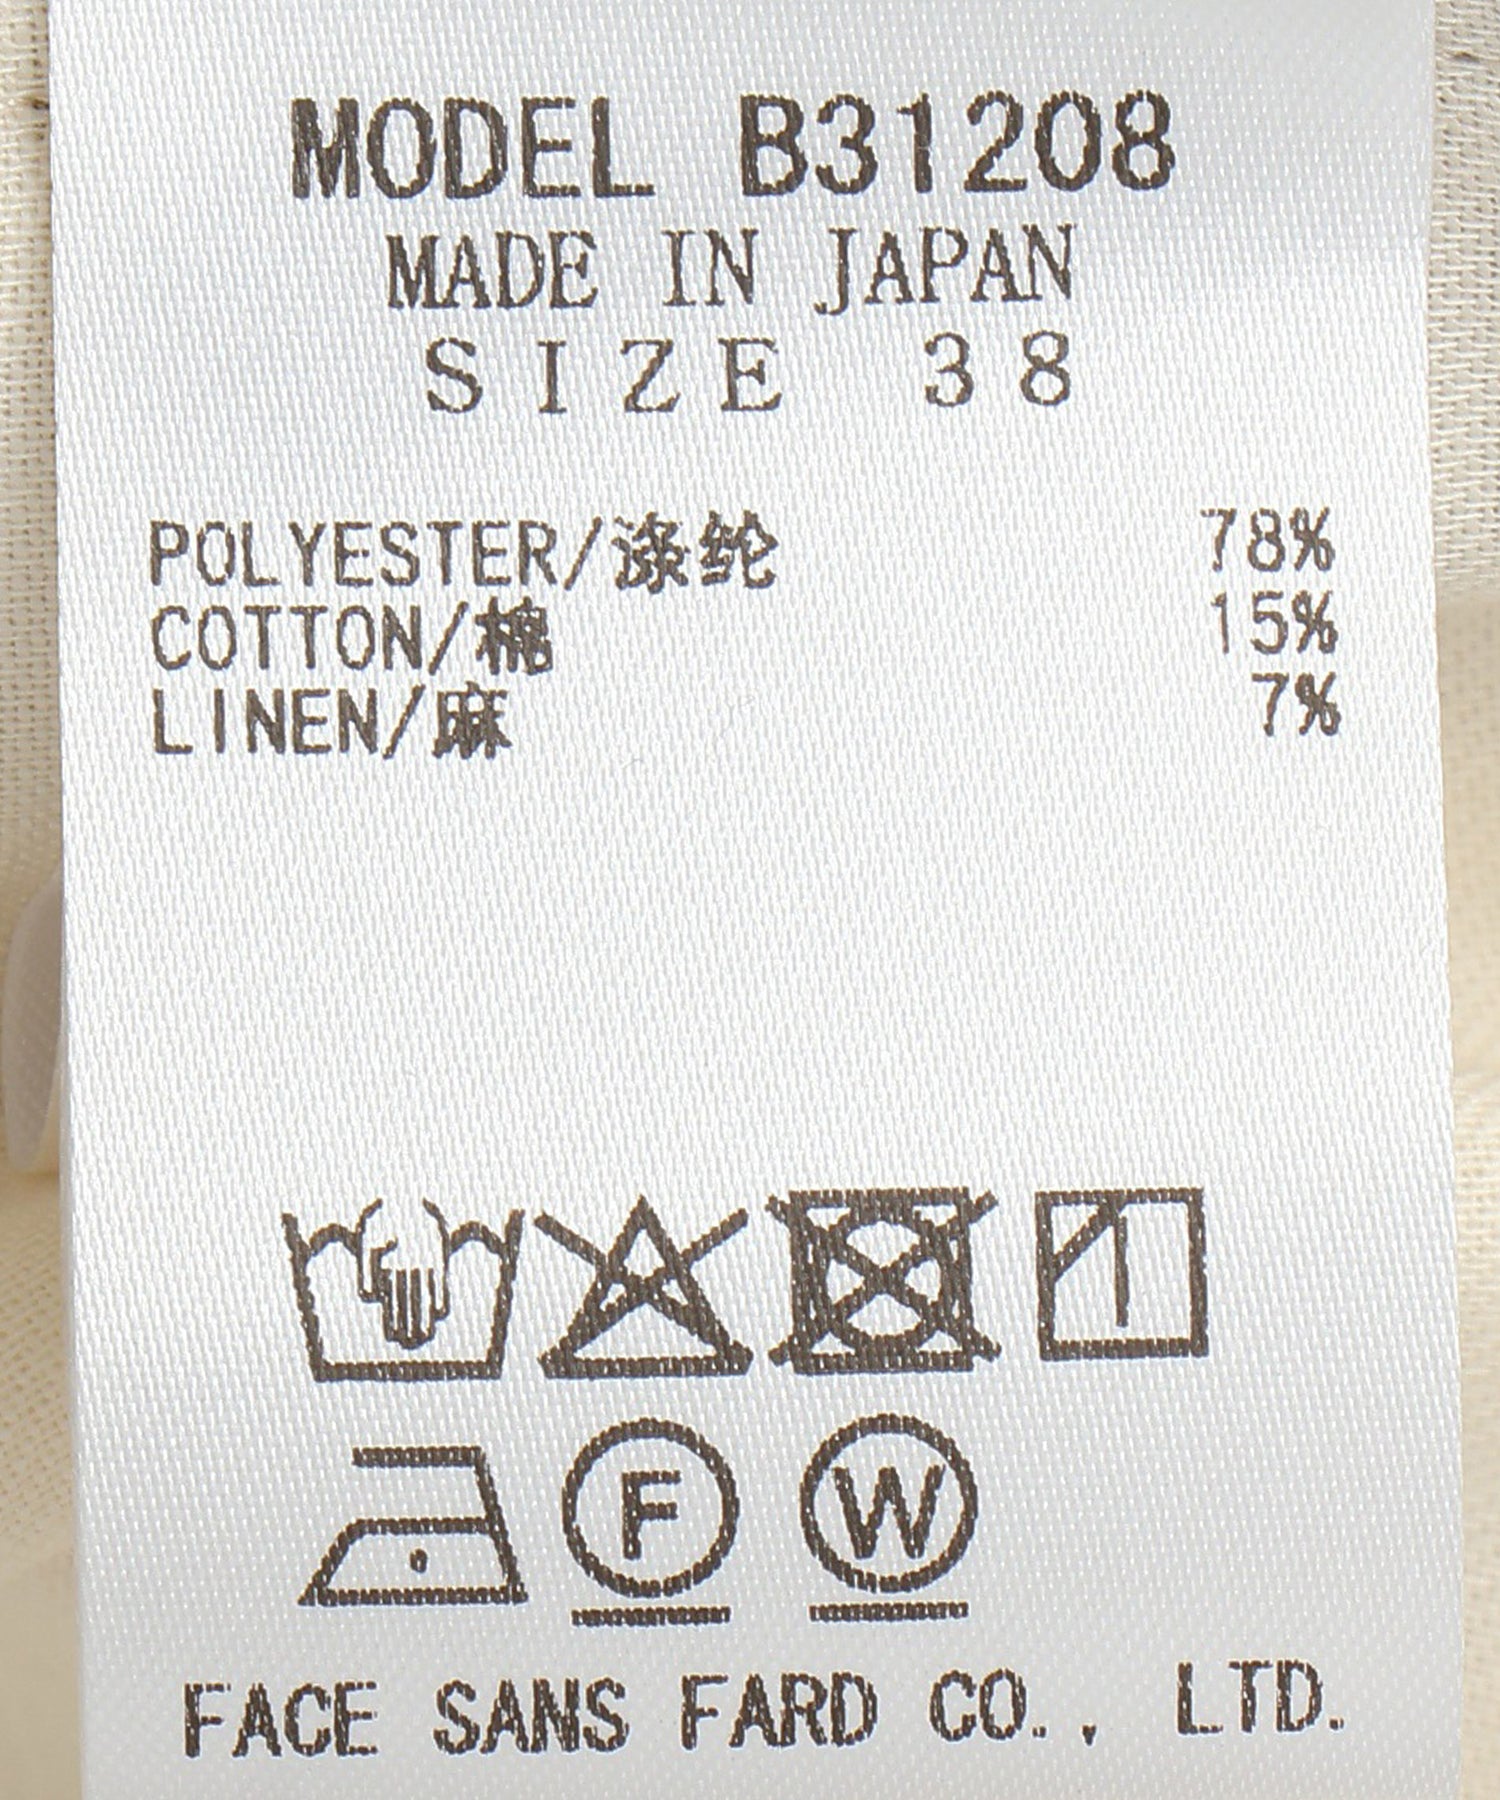 MODEL B31208
MADE IN JAPAN
SIZE 38
POLYESTER/涤纶 78%
COTTON/棉 15%
LINEN/麻 7%
F W
FACE SANS FARD CO., LTD.